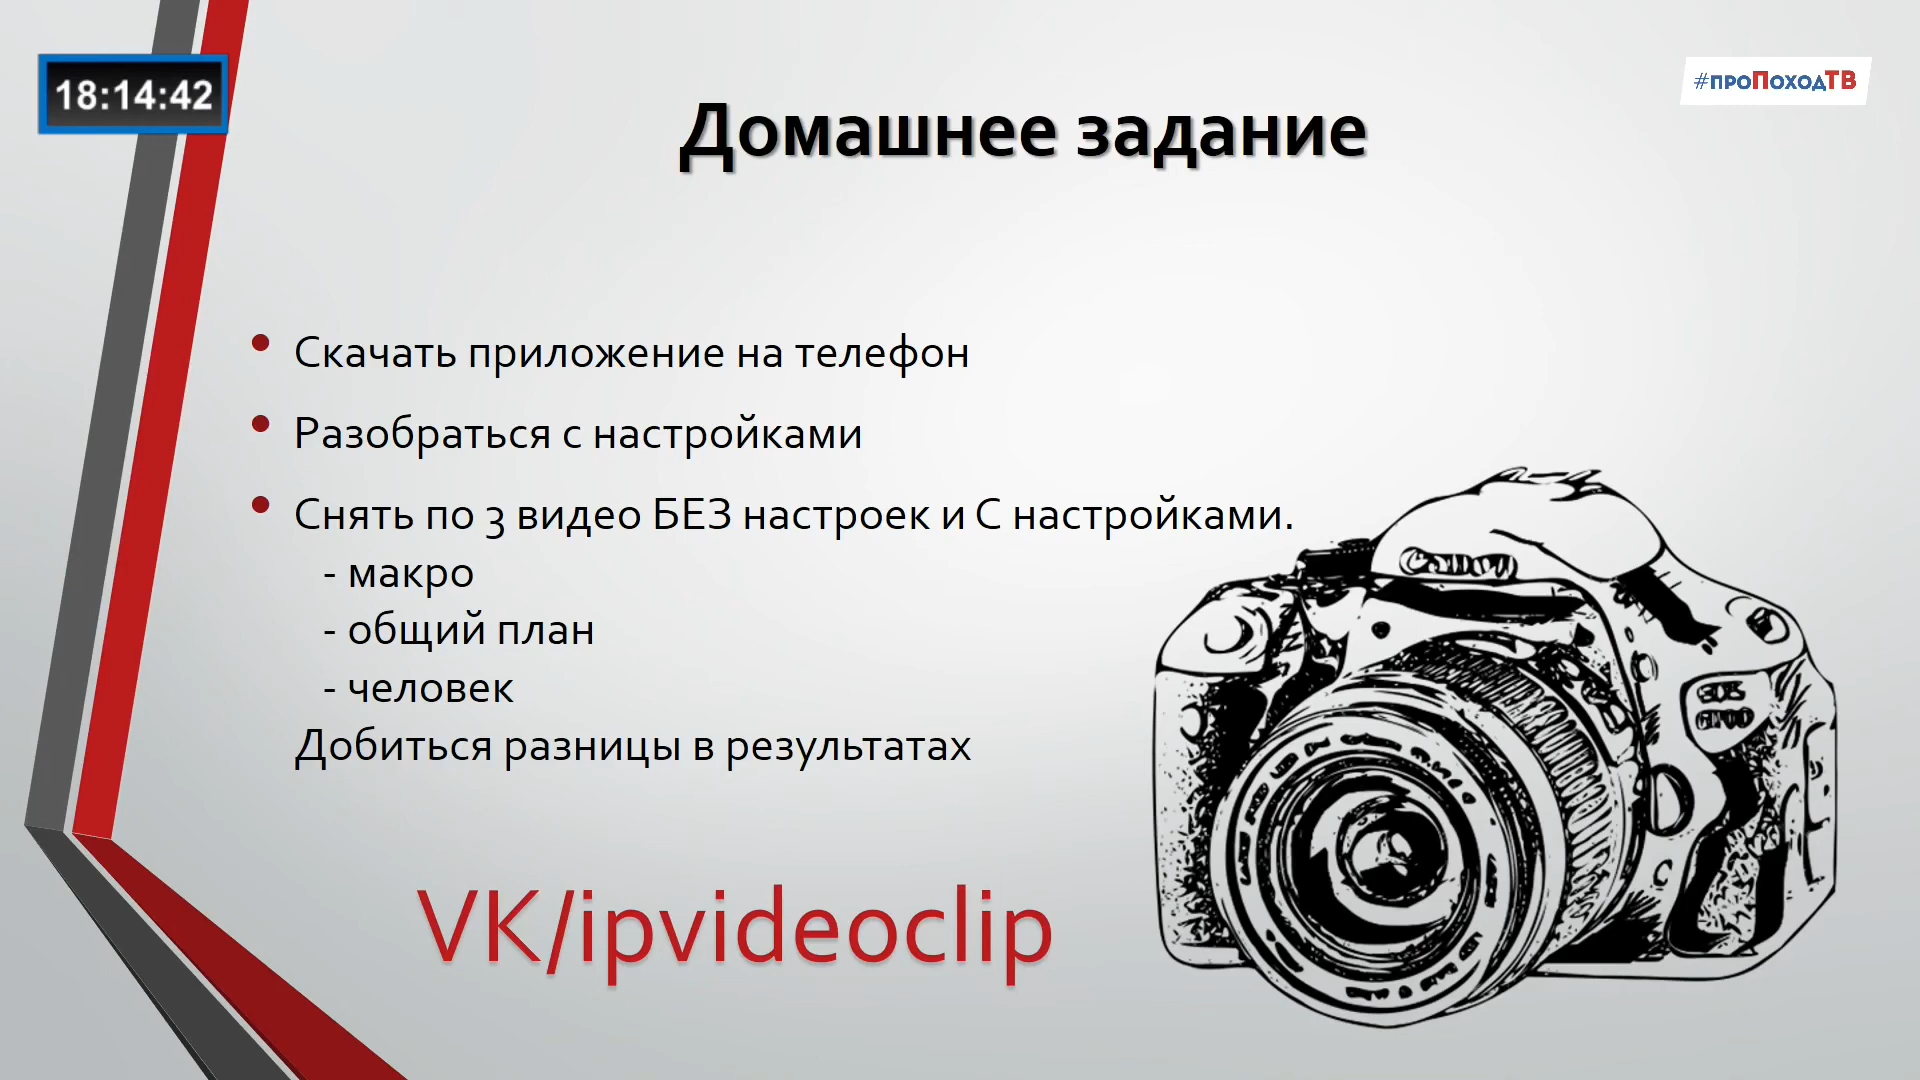 18:14:42
#проПоходТВ
Домашнее задание
Скачать приложение на телефон
Разобраться с настройками
Снять по 3 видео БЕЗ настроек и С настройками.
- макро
- общий план
- человек
Добиться разницы в результатах
Canon
VK/ipvideoclip